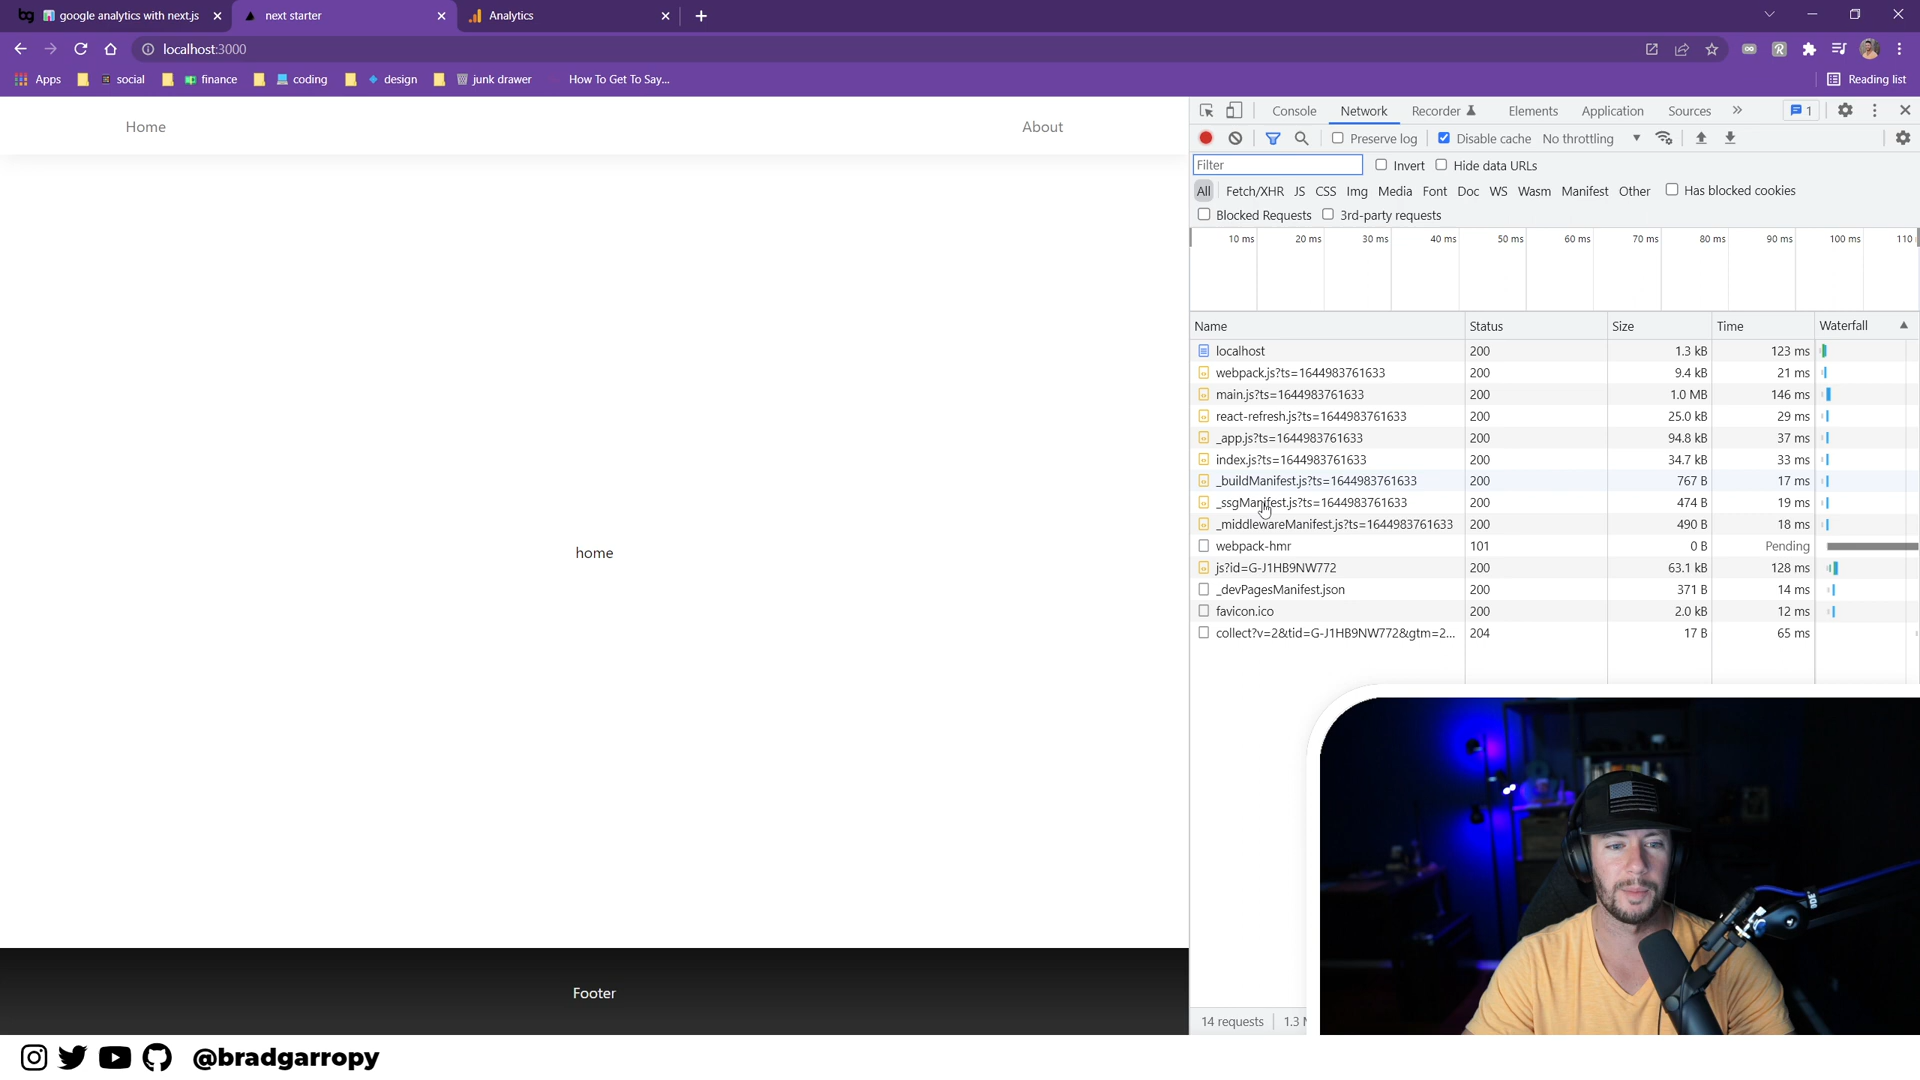 bg google analytics with next.js
next starter
Analytics
localhost:3000
Apps social finance coding design junk drawer How To Get To Say... Reading list
Home
About
home
Footer
Console Network Recorder Elements Application Sources » 1
Preserve log Disable cache No throttling
Filter Invert Hide data URLs
All Fetch/XHR JS CSS Img Media Font Doc WS Wasm Manifest Other Has blocked cookies
Blocked Requests 3rd-party requests
10 ms 20 ms 30 ms 40 ms 50 ms 60 ms 70 ms 80 ms 90 ms 100 ms 110
Name Status Size Time Waterfall
localhost 200 1.3 kB 123 ms
webpack.js?ts=1644983761633 200 9.4 kB 21 ms
main.js?ts=1644983761633 200 1.0 MB 146 ms
react-refresh.js?ts=1644983761633 200 25.0 kB 29 ms
_app.js?ts=1644983761633 200 94.8 kB 37 ms
index.js?ts=1644983761633 200 34.7 kB 33 ms
_buildManifest.js?ts=1644983761633 200 767 B 17 ms
_ssgManifest.js?ts=1644983761633 200 474 B 19 ms
_middlewareManifest.js?ts=1644983761633 200 490 B 18 ms
webpack-hmr 101 0 B Pending
js?id=G-J1HB9NW772 200 63.1 kB 128 ms
_devPagesManifest.json 200 371 B 14 ms
favicon.ico 200 2.0 kB 12 ms
collect?v=2&tid=G-J1HB9NW772&gtm=2... 204 17 B 65 ms
14 requests 1.3
RØDE
@bradgarropy